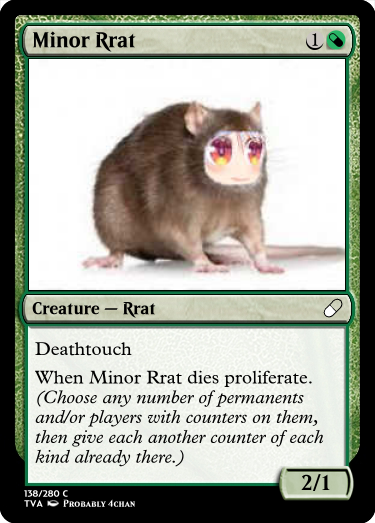 Minor Rrat 1
Creature — Rrat
Deathtouch
When Minor Rrat dies proliferate.
(Choose any number of permanents
and/or players with counters on them,
then give each another counter of each
kind already there.)
2/1
138/280 C
TVA Probably 4chan